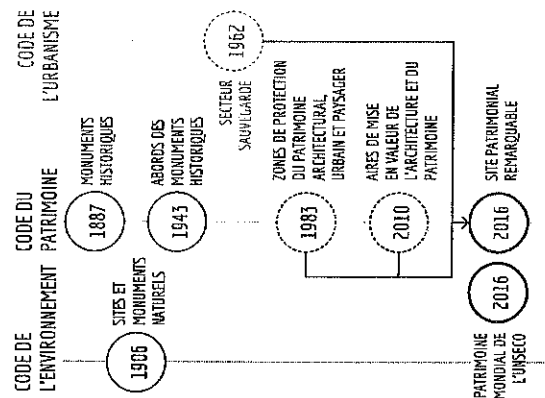 CODE DE
L'ENVIRONNEMENT
CODE DU
PATRIMOINE
CODE DE
L'URBANISME
1887
MONUMENTS
HISTORIQUES
1906
SITES ET
MONUMENTS
NATURELS
1943
ABORDS DES
MONUMENTS
HISTORIQUES
1962
SECTEUR
SAUVEGARDE
1983
ZONES DE PROTECTION
DU PATRIMOINE
ARCHITECTURAL,
URBAIN ET PAYSAGER
2010
AIRES DE MISE
EN VALEUR DE
L'ARCHITECTURE ET DU
PATRIMOINE
PATRIMOINE
MONDIAL DE
L'UNSECO
2016
2016
SITE PATRIMONIAL
REMARQUABLE